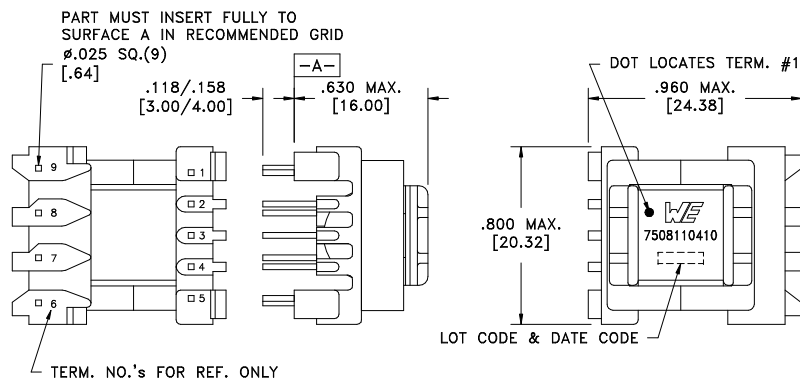 PART MUST INSERT FULLY TO
SURFACE A IN RECOMMENDED GRID
ø.025 SQ.(9)
[.64]
-A-
.118/.158
[3.00/4.00]
.630 MAX.
[16.00]
DOT LOCATES TERM. #1
.960 MAX.
[24.38]
9
8
7
6
1
2
3
4
5
.800 MAX.
[20.32]
WE
7508110410
LOT CODE & DATE CODE
TERM. NO.'s FOR REF. ONLY